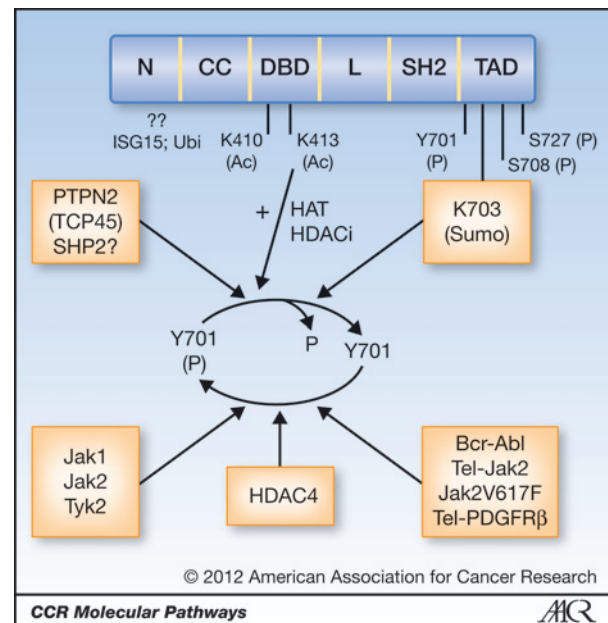 N CC DBD L SH2 TAD
??
ISG15; Ubi
K410
(Ac)
K413
(Ac)
Y701
(P)
S727 (P)
S708 (P)
PTPN2
(TCP45)
SHP2?
+ HAT
HDACi
K703
(Sumo)
Y701
(P)
P
Y701
Jak1
Jak2
Tyk2
HDAC4
Bcr-Abl
Tel-Jak2
Jak2V617F
Tel-PDGFRβ
© 2012 American Association for Cancer Research
CCR Molecular Pathways
AACR